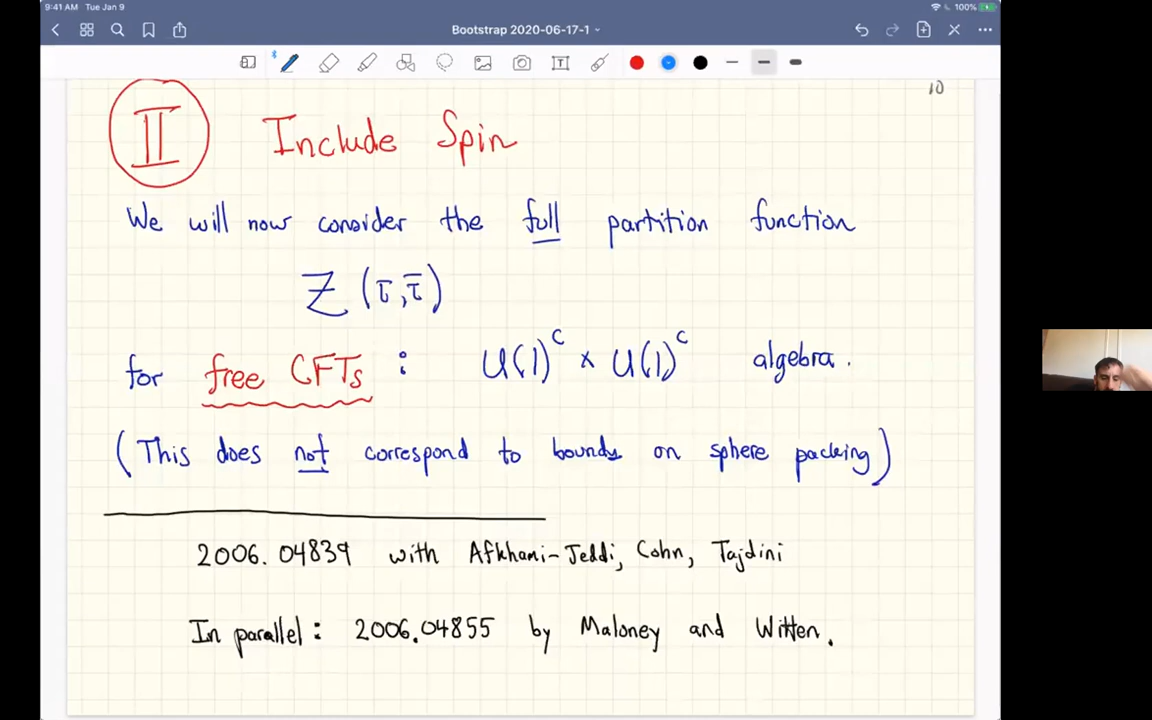 9:41 AM Tue Jan 9
100%
Bootstrap 2020-06-17-1
10
II Include Spin
We will now consider the full partition function
Z (τ, τ̄)
for free CFTs : U(1)^c × U(1)^c algebra.
(This does not correspond to bounds on sphere packing)
2006.04839 with Afkhami-Jeddi, Cohn, Tajdini
In parallel: 2006.04855 by Maloney and Witten.